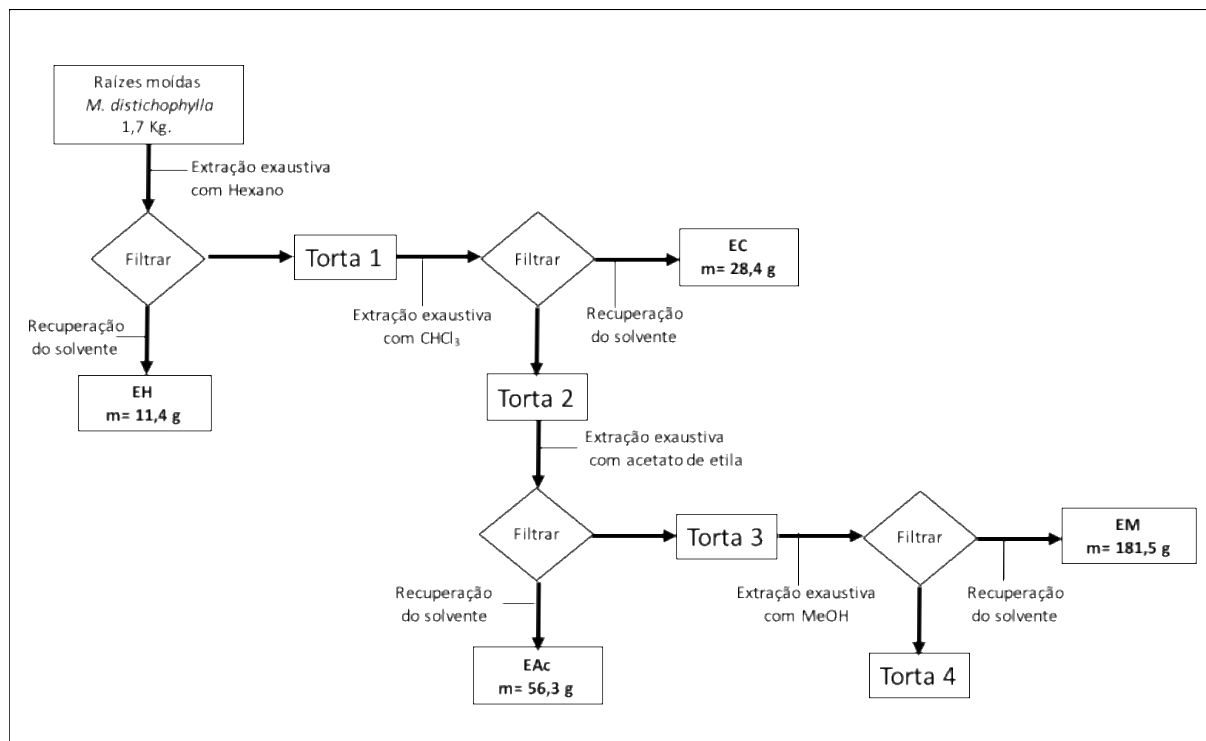 Raízes moídas
M. distichophylla
1,7 Kg.
Extração exaustiva
com Hexano
Filtrar
Torta 1
Filtrar
EC
m= 28,4 g
Recuperação
do solvente
Extração exaustiva
com CHCl₃
Recuperação
do solvente
EH
m= 11,4 g
Torta 2
Extração exaustiva
com acetato de etila
Filtrar
Torta 3
Filtrar
EM
m= 181,5 g
Recuperação
do solvente
Extração exaustiva
com MeOH
Recuperação
do solvente
EAc
m= 56,3 g
Torta 4